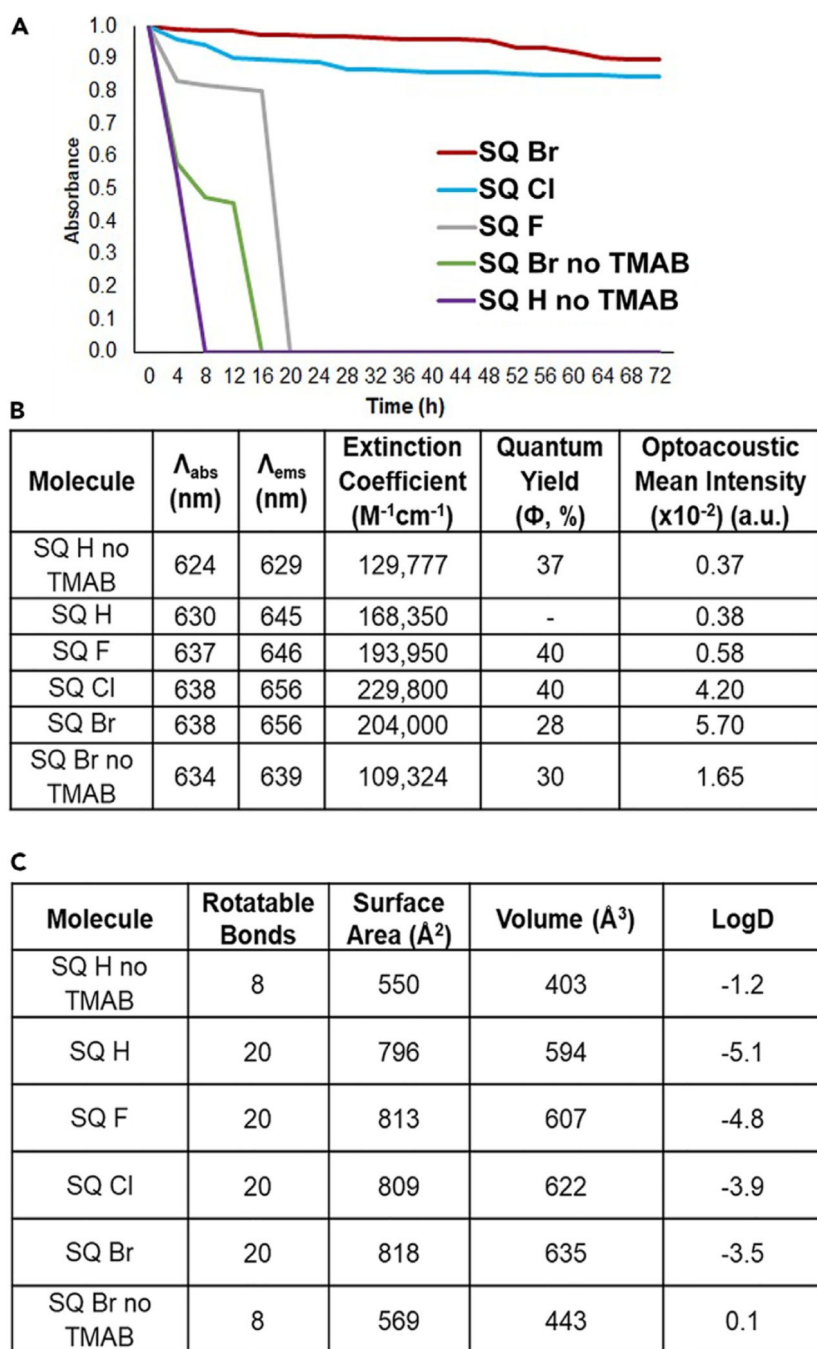 A
1.0
0.9
0.8
0.7
0.6
0.5
0.4
0.3
0.2
0.1
0.0
Absorbance
SQ Br
SQ Cl
SQ F
SQ Br no TMAB
SQ H no TMAB
0 4 8 12 16 20 24 28 32 36 40 44 48 52 56 60 64 68 72
Time (h)
B
Molecule Λabs (nm) Λems (nm) Extinction Coefficient (M-1cm-1) Quantum Yield (Φ, %) Optoacoustic Mean Intensity (x10-2) (a.u.)
SQ H no TMAB 624 629 129,777 37 0.37
SQ H 630 645 168,350 - 0.38
SQ F 637 646 193,950 40 0.58
SQ Cl 638 656 229,800 40 4.20
SQ Br 638 656 204,000 28 5.70
SQ Br no TMAB 634 639 109,324 30 1.65
C
Molecule Rotatable Bonds Surface Area (Å2) Volume (Å3) LogD
SQ H no TMAB 8 550 403 -1.2
SQ H 20 796 594 -5.1
SQ F 20 813 607 -4.8
SQ Cl 20 809 622 -3.9
SQ Br 20 818 635 -3.5
SQ Br no TMAB 8 569 443 0.1